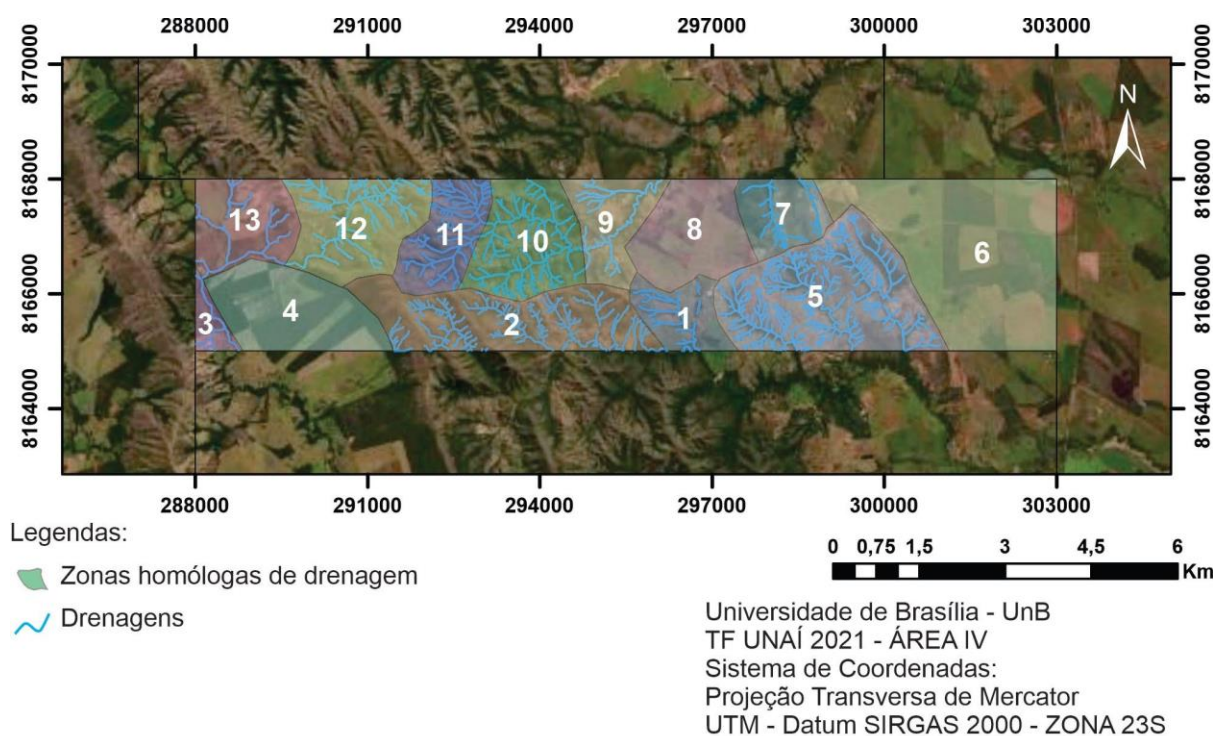 288000 291000 294000 297000 300000 303000
8170000 8170000
N
8168000 8168000
13 12 11 10 9 8 7 6
8166000 8166000
3 4 2 1 5
8164000 8164000
288000 291000 294000 297000 300000 303000
Legendas:
Zonas homólogas de drenagem
Drenagens
0 0,75 1,5 3 4,5 6
Km
Universidade de Brasília - UnB
TF UNAÍ 2021 - ÁREA IV
Sistema de Coordenadas:
Projeção Transversa de Mercator
UTM - Datum SIRGAS 2000 - ZONA 23S